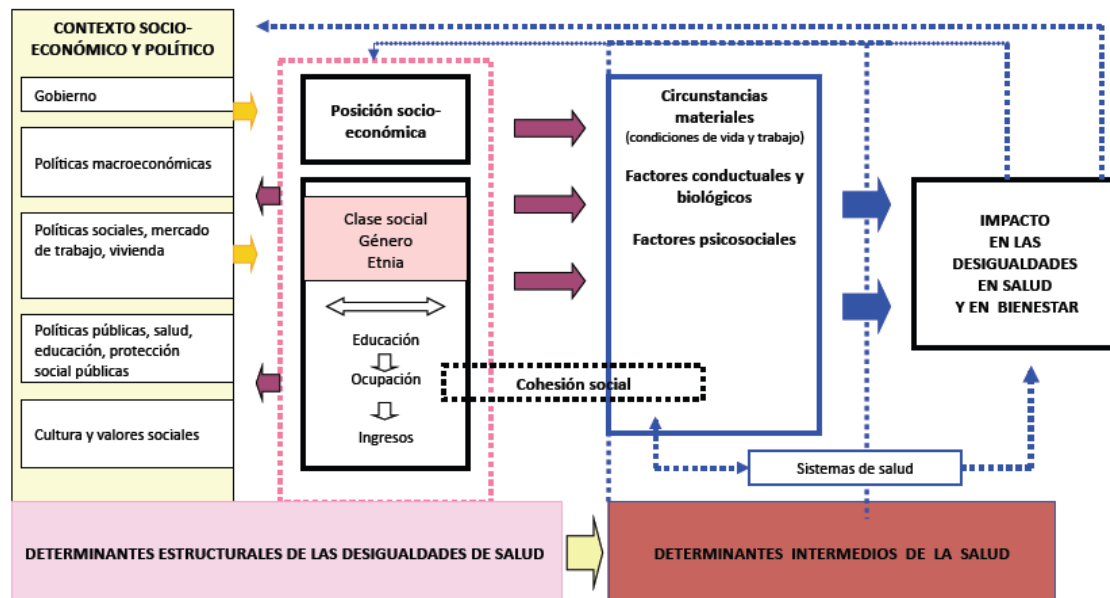 CONTEXTO SOCIO-
ECONÓMICO Y POLÍTICO
Gobierno
Políticas macroeconómicas
Políticas sociales, mercado
de trabajo, vivienda
Políticas públicas, salud,
educación, protección
social públicas
Cultura y valores sociales
Posición socio-
económica
Clase social
Género
Etnia
Educación
Ocupación
Ingresos
Cohesión social
Circunstancias
materiales
(condiciones de vida y trabajo)
Factores conductuales y
biológicos
Factores psicosociales
Sistemas de salud
IMPACTO
EN LAS
DESIGUALDADES
EN SALUD
Y EN BIENESTAR
DETERMINANTES ESTRUCTURALES DE LAS DESIGUALDADES DE SALUD
DETERMINANTES INTERMEDIOS DE LA SALUD